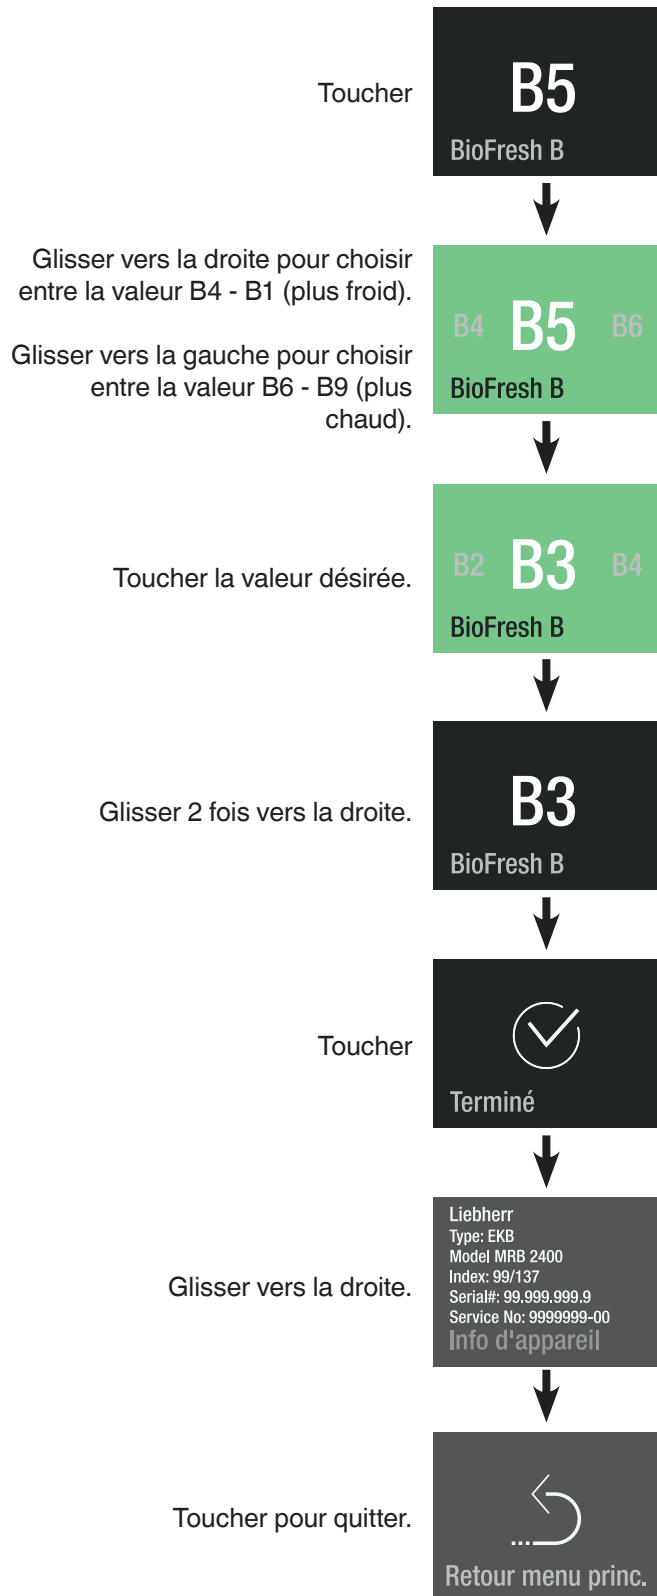 Toucher
B5
BioFresh B
Glisser vers la droite pour choisir
entre la valeur B4 - B1 (plus froid).
Glisser vers la gauche pour choisir
entre la valeur B6 - B9 (plus
chaud).
B4 B5 B6
BioFresh B
Toucher la valeur désirée.
B2 B3 B4
BioFresh B
Glisser 2 fois vers la droite.
B3
BioFresh B
Toucher
Terminé
Glisser vers la droite.
Liebherr
Type: EKB
Model MRB 2400
Index: 99/137
Serial#: 99.999.999.9
Service No: 9999999-00
Info d'appareil
Toucher pour quitter.
Retour menu princ.